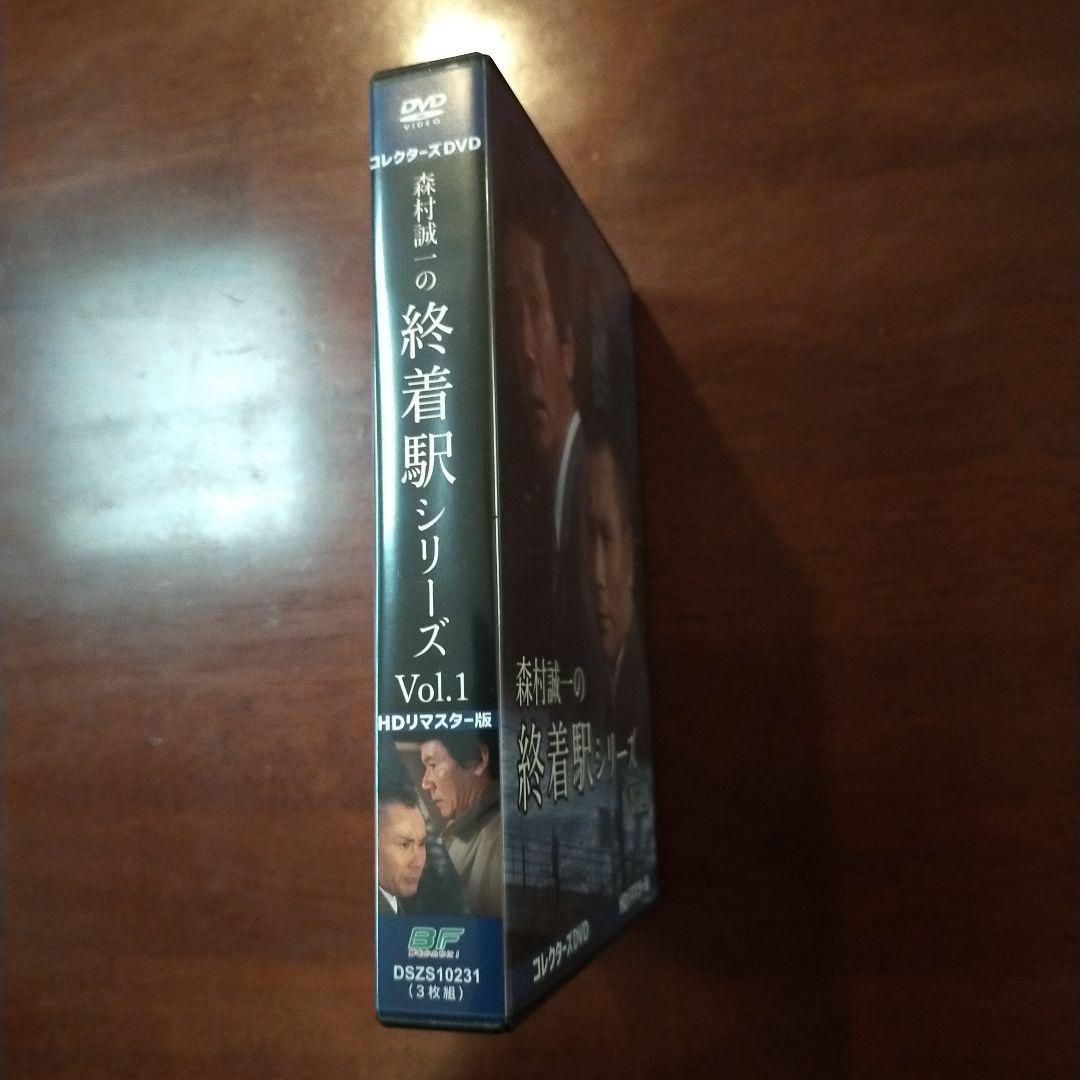 DVD
VIDEO
コレクターズDVD
森村誠一の
終着駅シリーズ
Vol.1
HDリマスター版
BF
DSZS10231
(3枚組)
森村誠一の
終着駅シリーズ
コレクターズDVD